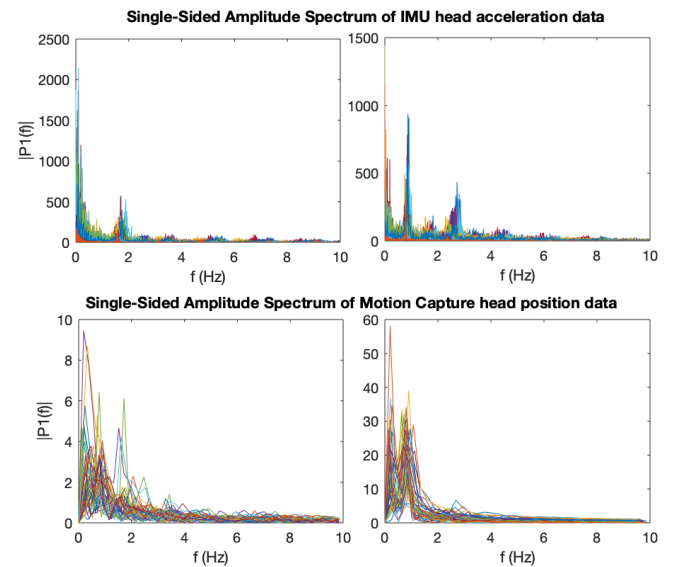 Single-Sided Amplitude Spectrum of IMU head acceleration data
2500
2000
1500
1000
500
0
|P1(f)|
0 2 4 6 8 10
f (Hz)
1500
1000
500
0
0 2 4 6 8 10
f (Hz)
Single-Sided Amplitude Spectrum of Motion Capture head position data
10
8
6
4
2
0
|P1(f)|
0 2 4 6 8 10
f (Hz)
60
50
40
30
20
10
0
0 2 4 6 8 10
f (Hz)